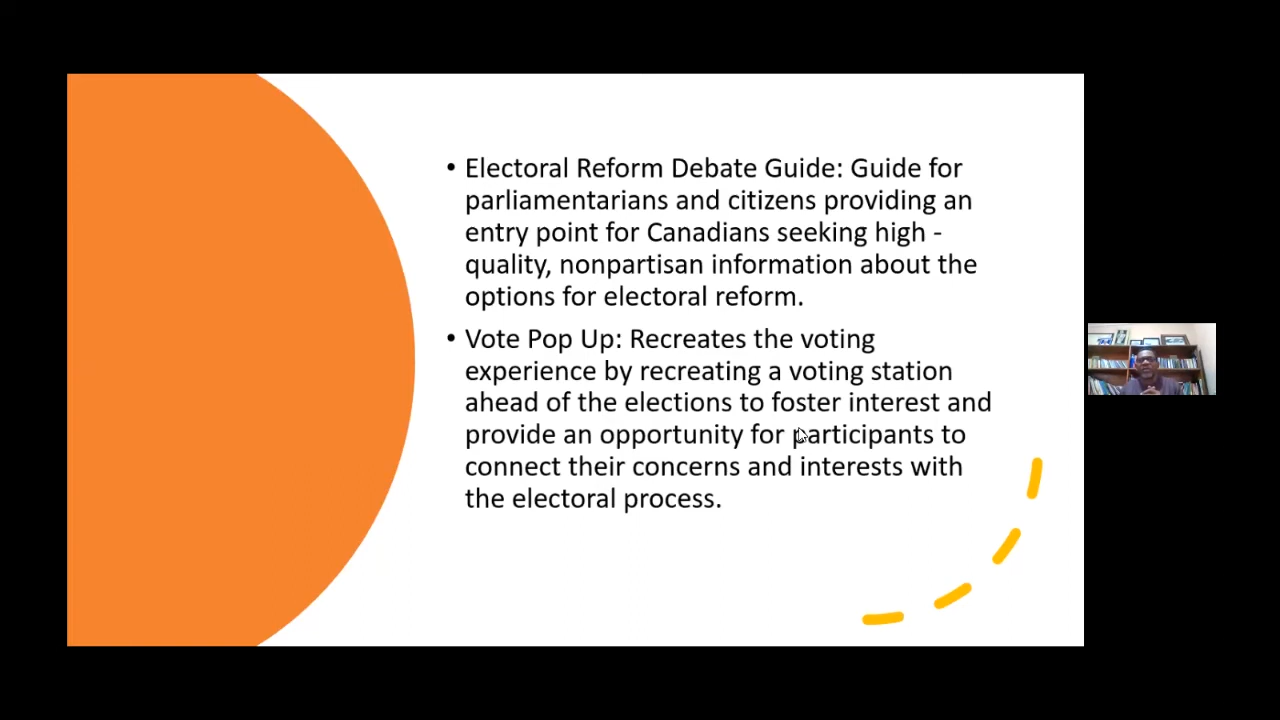 • Electoral Reform Debate Guide: Guide for
parliamentarians and citizens providing an
entry point for Canadians seeking high -
quality, nonpartisan information about the
options for electoral reform.
• Vote Pop Up: Recreates the voting
experience by recreating a voting station
ahead of the elections to foster interest and
provide an opportunity for participants to
connect their concerns and interests with
the electoral process.